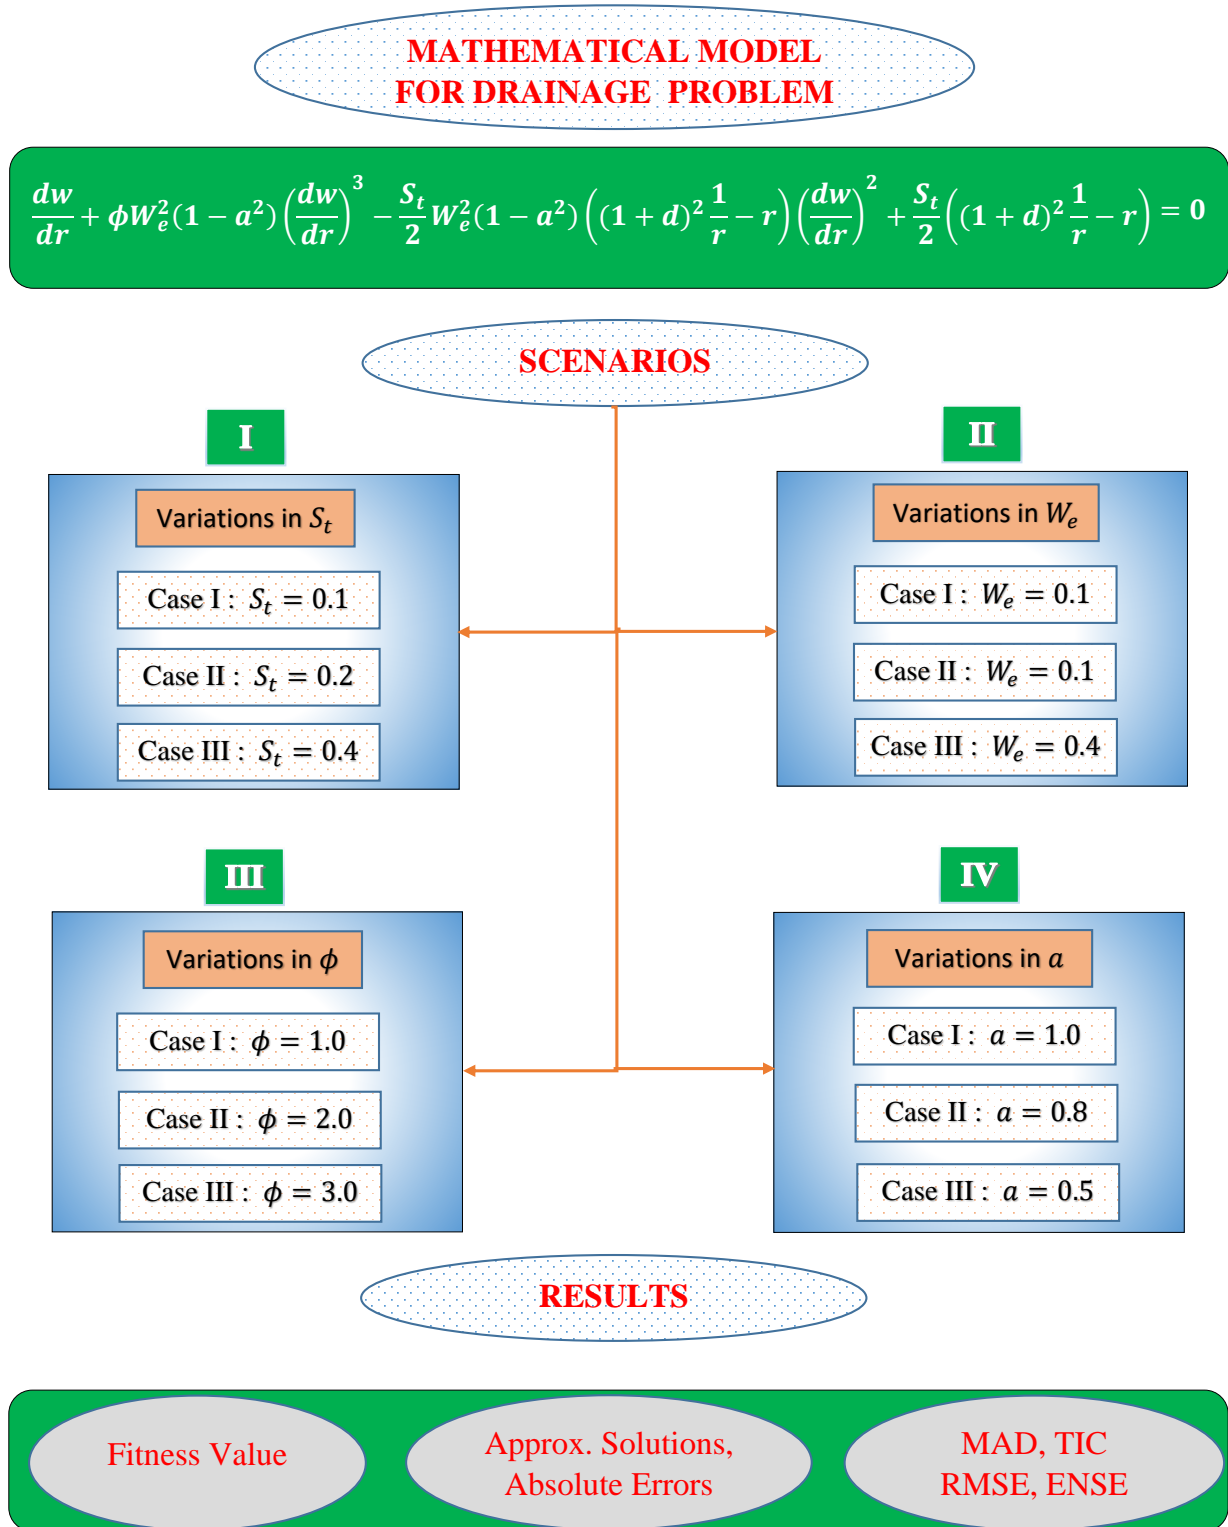 MATHEMATICAL MODEL
FOR DRAINAGE PROBLEM
dw/dr + ϕW_e^2(1 − a^2)(dw/dr)^3 − S_t/2 W_e^2(1 − a^2)((1 + d)^2 1/r − r)(dw/dr)^2 + S_t/2((1 + d)^2 1/r − r) = 0
SCENARIOS
I
Variations in S_t
Case I : S_t = 0.1
Case II : S_t = 0.2
Case III : S_t = 0.4
II
Variations in W_e
Case I : W_e = 0.1
Case II : W_e = 0.1
Case III : W_e = 0.4
III
Variations in ϕ
Case I : ϕ = 1.0
Case II : ϕ = 2.0
Case III : ϕ = 3.0
IV
Variations in a
Case I : a = 1.0
Case II : a = 0.8
Case III : a = 0.5
RESULTS
Fitness Value
Approx. Solutions,
Absolute Errors
MAD, TIC
RMSE, ENSE